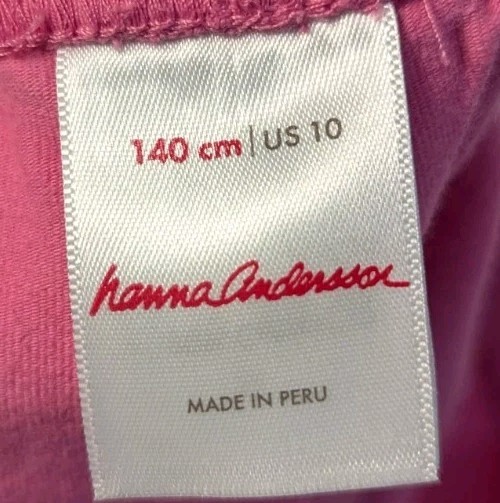 140 cm | US 10
hanna Andersson
MADE IN PERU